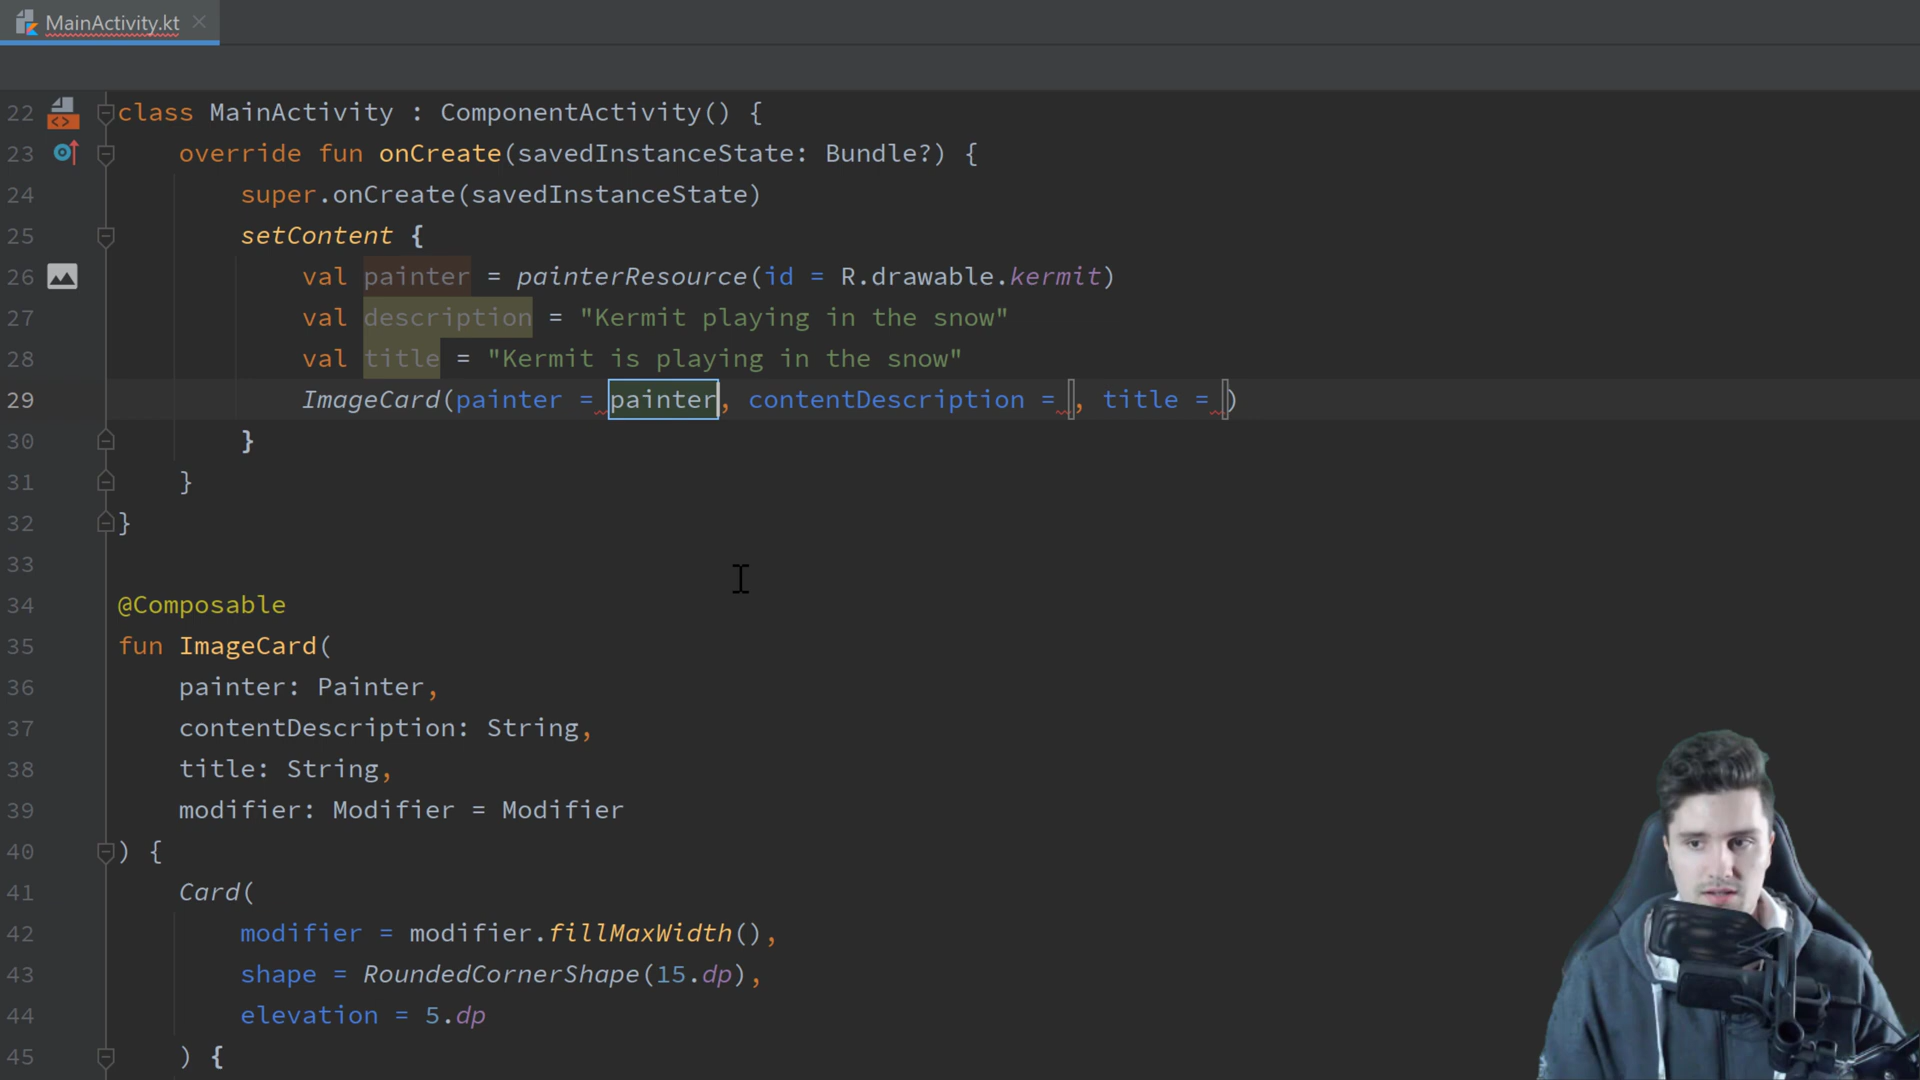 MainActivity.kt
22 class MainActivity : ComponentActivity() {
23 override fun onCreate(savedInstanceState: Bundle?) {
24 super.onCreate(savedInstanceState)
25 setContent {
26 val painter = painterResource(id = R.drawable.kermit)
27 val description = "Kermit playing in the snow"
28 val title = "Kermit is playing in the snow"
29 ImageCard(painter = painter, contentDescription = , title = )
30 }
31 }
32 }
33
34 @Composable
35 fun ImageCard(
36 painter: Painter,
37 contentDescription: String,
38 title: String,
39 modifier: Modifier = Modifier
40 ) {
41 Card(
42 modifier = modifier.fillMaxWidth(),
43 shape = RoundedCornerShape(15.dp),
44 elevation = 5.dp
45 ) {